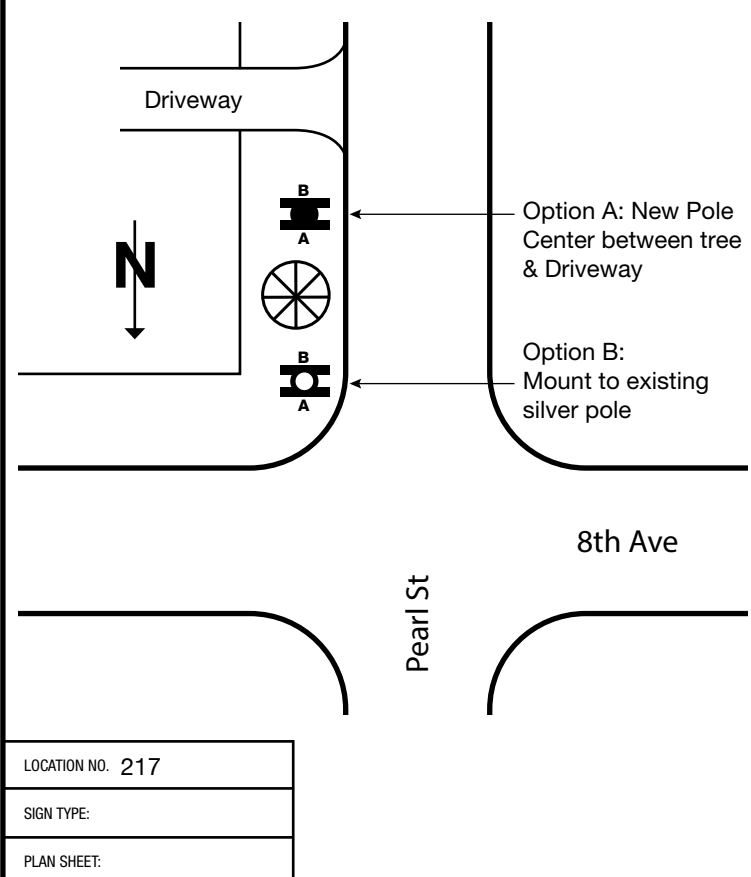 Driveway
B
A
Option A: New Pole
Center between tree
& Driveway
N
B
A
Option B:
Mount to existing
silver pole
8th Ave
Pearl St
LOCATION NO. 217
SIGN TYPE:
PLAN SHEET: